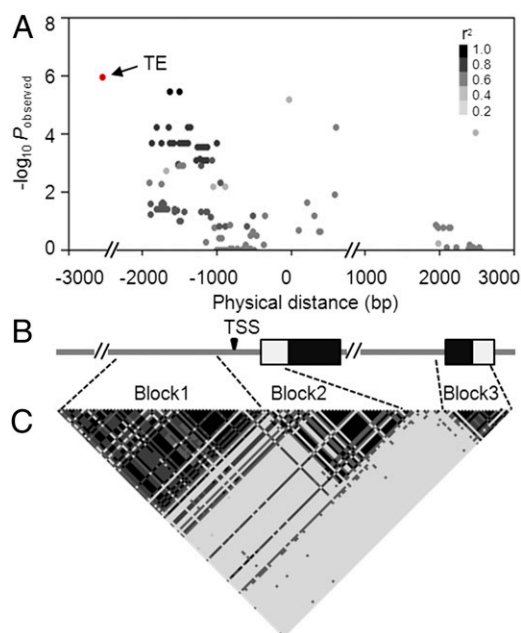 A
8
6
4
2
0
-log₁₀ P observed
TE
r²
1.0
0.8
0.6
0.4
0.2
-3000 -2000 -1000 0 1000 2000 3000
Physical distance (bp)
B
TSS
C
Block1 Block2 Block3